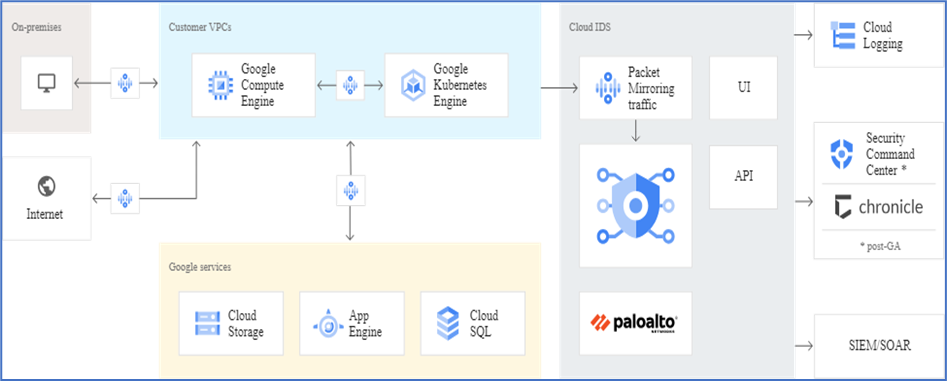 On-premises
Customer VPCs
Google
Compute
Engine
Google
Kubernetes
Engine
Internet
Google services
Cloud
Storage
App
Engine
Cloud
SQL
Cloud IDS
Packet
Mirroring
traffic
UI
API
paloalto
NETWORKS
Cloud
Logging
Security
Command
Center *
chronicle
* post-GA
SIEM/SOAR